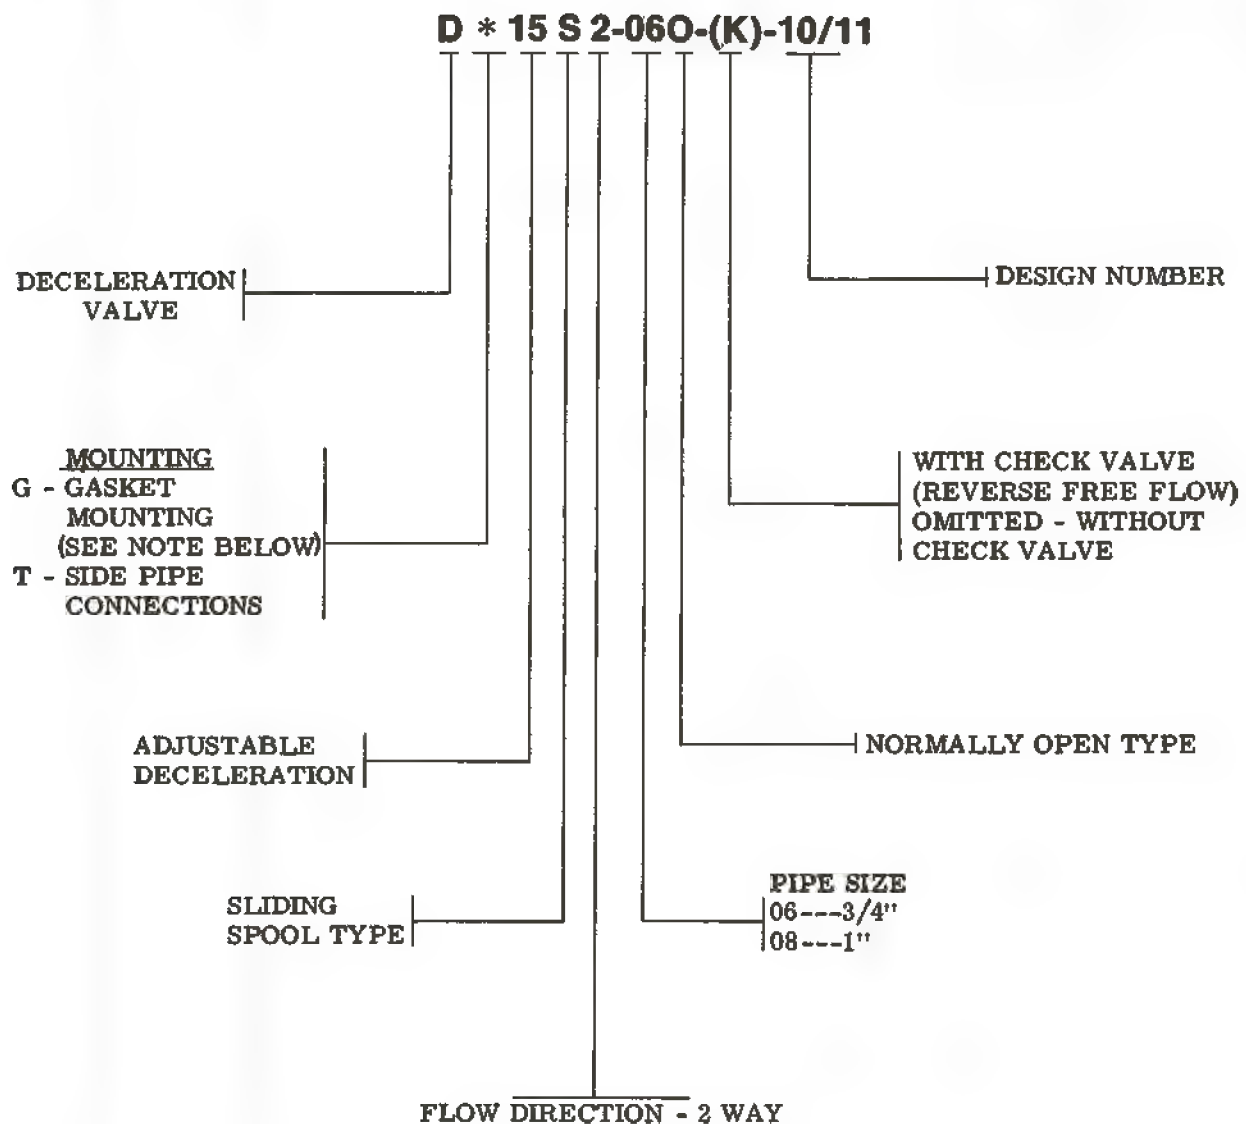 D * 15 S 2-06O-(K)-10/11
DECELERATION
VALVE
DESIGN NUMBER
MOUNTING
G - GASKET
MOUNTING
(SEE NOTE BELOW)
T - SIDE PIPE
CONNECTIONS
WITH CHECK VALVE
(REVERSE FREE FLOW)
OMITTED - WITHOUT
CHECK VALVE
ADJUSTABLE
DECELERATION
NORMALLY OPEN TYPE
SLIDING
SPOOL TYPE
PIPE SIZE
06---3/4"
08---1"
FLOW DIRECTION - 2 WAY